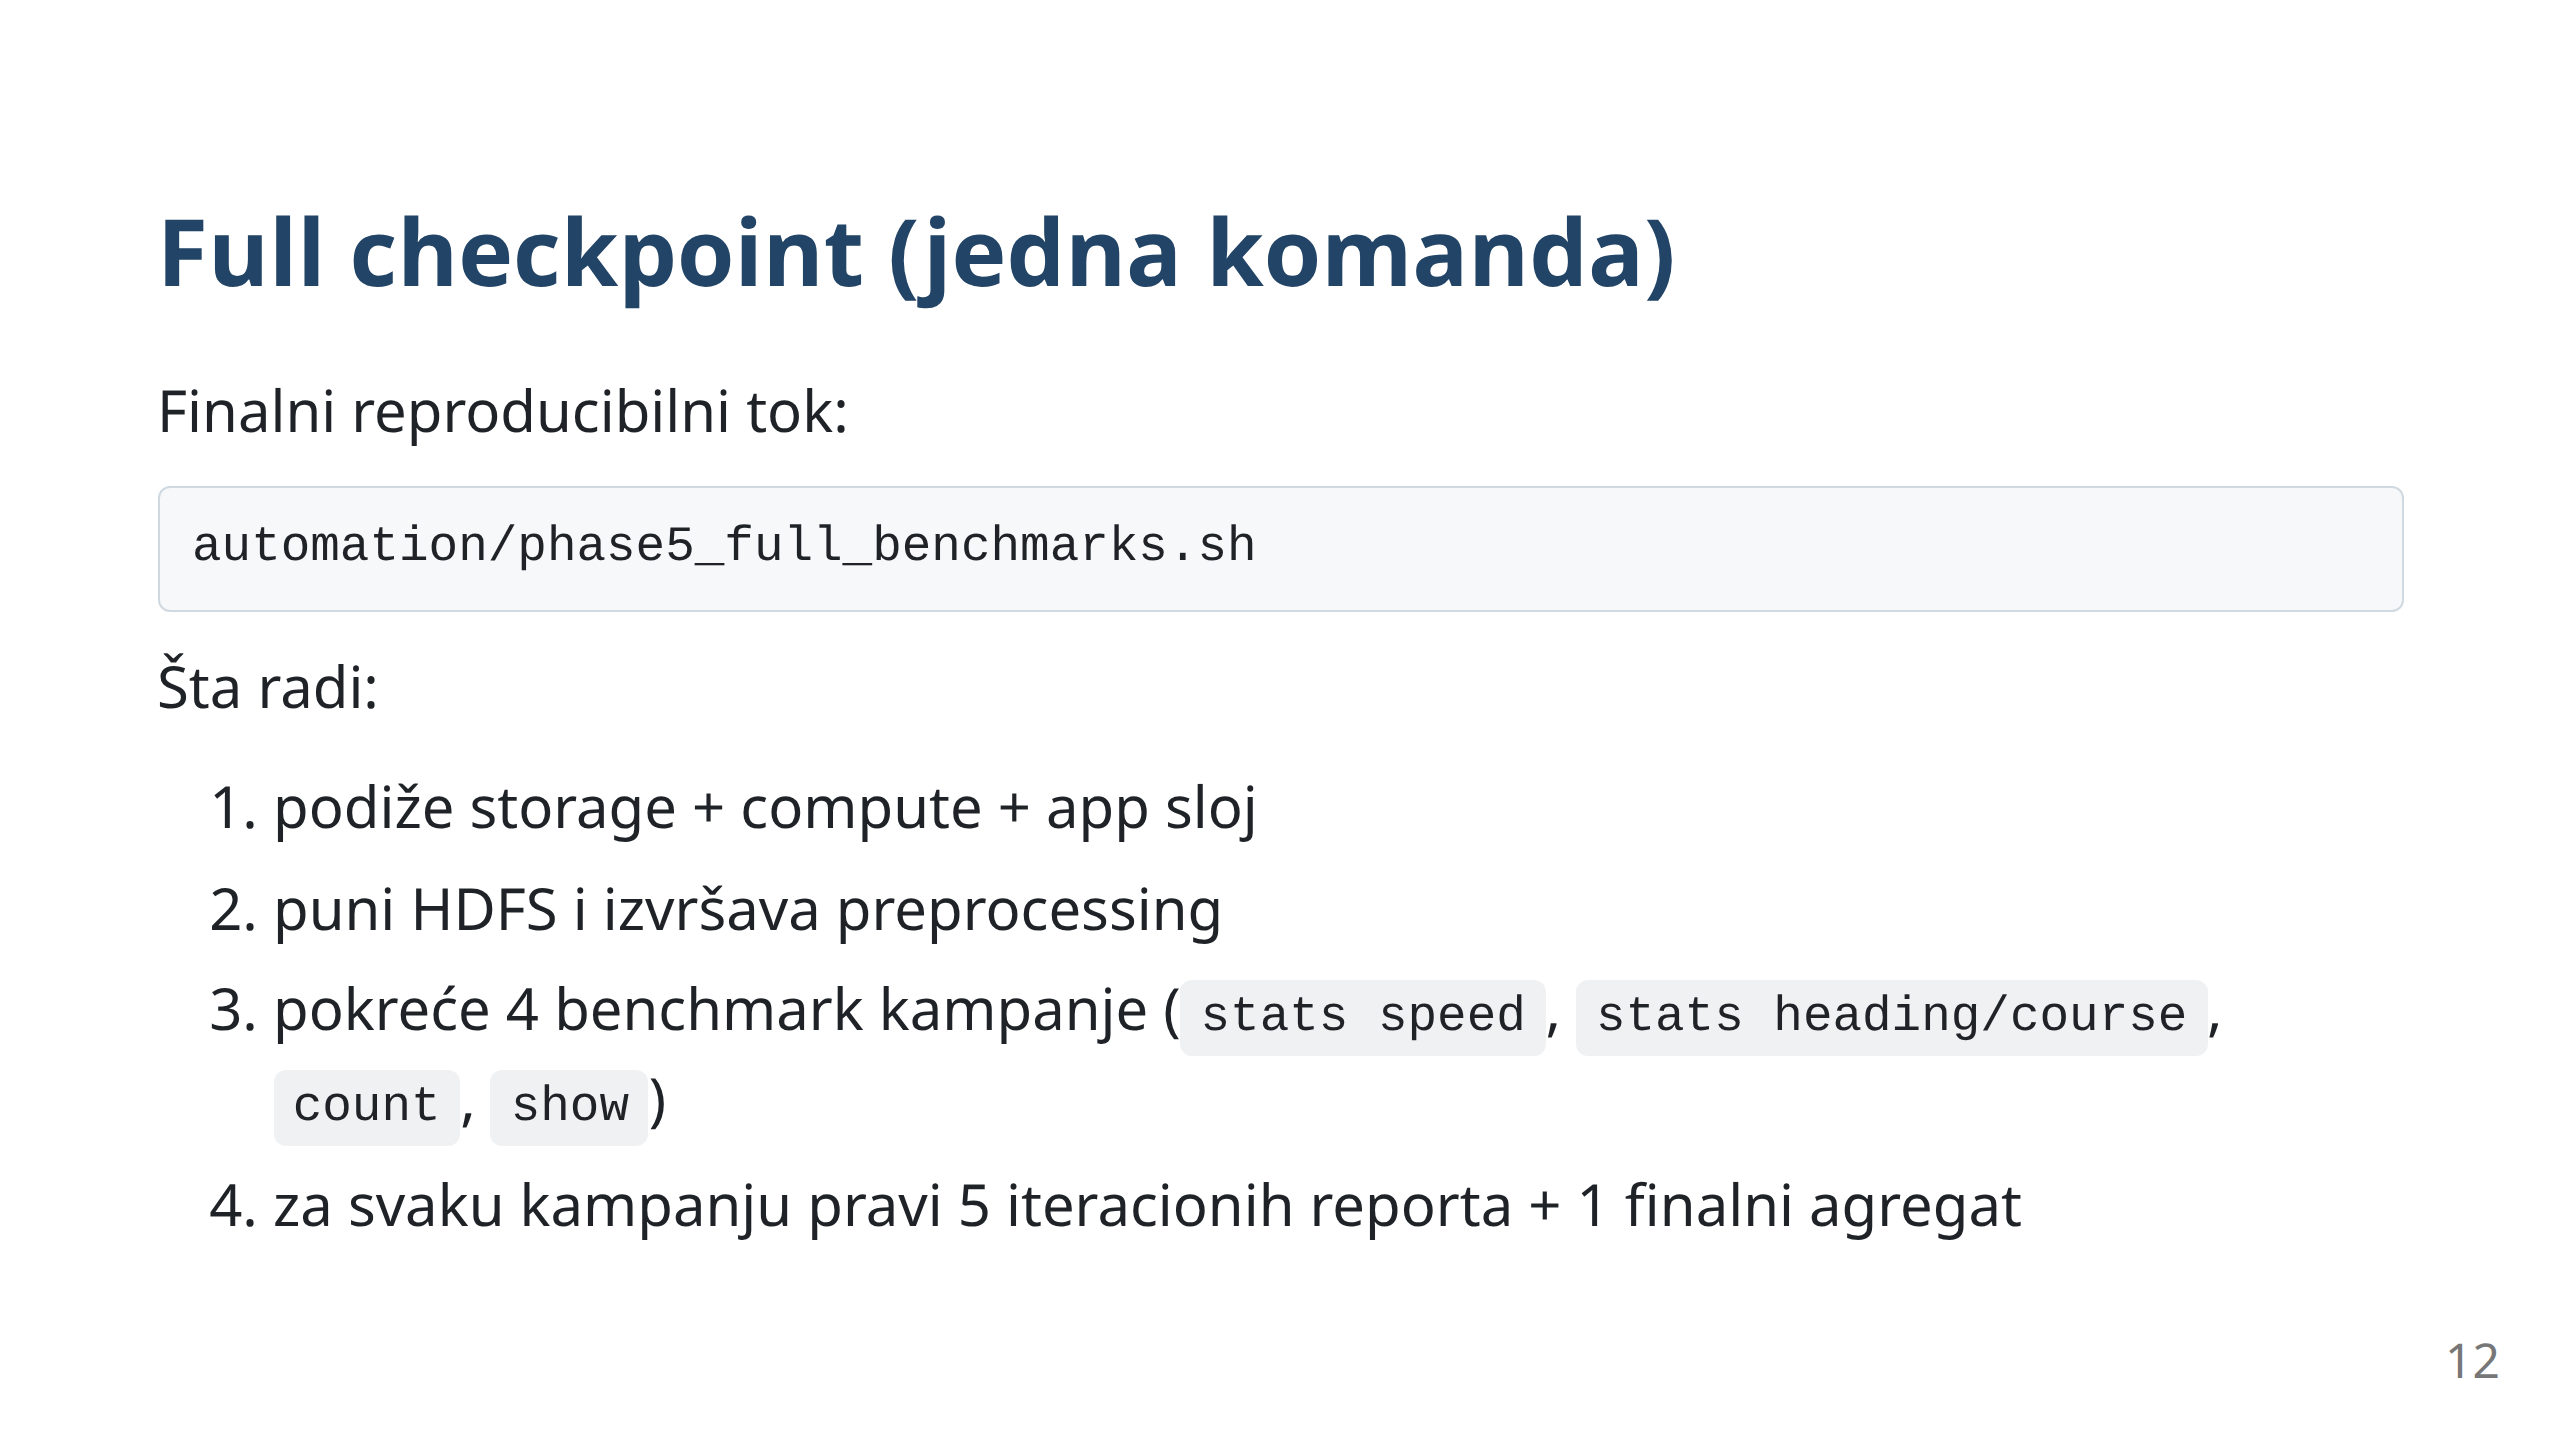 Full checkpoint (jedna komanda)
Finalni reproducibilni tok:
automation/phase5_full_benchmarks.sh
Šta radi:
1. podiže storage + compute + app sloj
2. puni HDFS i izvršava preprocessing
3. pokreće 4 benchmark kampanje (stats speed, stats heading/course,
count, show)
4. za svaku kampanju pravi 5 iteracionih reporta + 1 finalni agregat
12